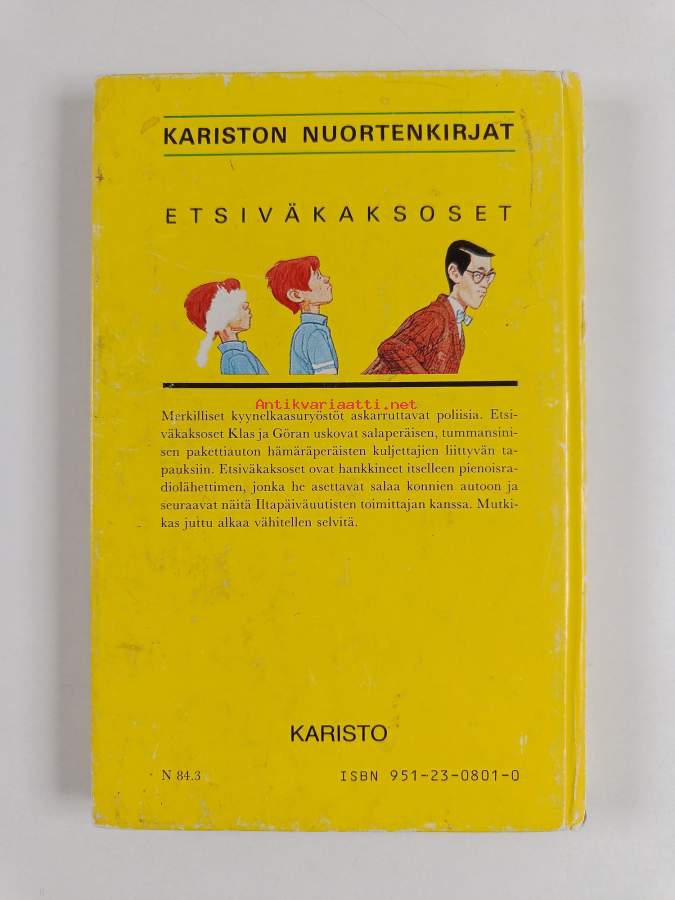 KARISTON NUORTENKIRJAT
ETSIVÄKAKSOSET
Antikvariaatti.net
Merkilliset kyynelkaasuryöstöt askarruttavat poliisia. Etsi-
väkaksoset Klas ja Göran uskovat salaperäisen, tummansini-
sen pakettiauton hämäräperäisten kuljettajien liittyvän ta-
pauksiin. Etsiväkaksoset ovat hankkineet itselleen pienoisra-
diolähettimen, jonka he asettavat salaa konnien autoon ja
seuraavat näitä Iltapäiväuutisten toimittajan kanssa. Mutki-
kas juttu alkaa vähitellen selvitä.
KARISTO
N 84.3 ISBN 951-23-0801-0